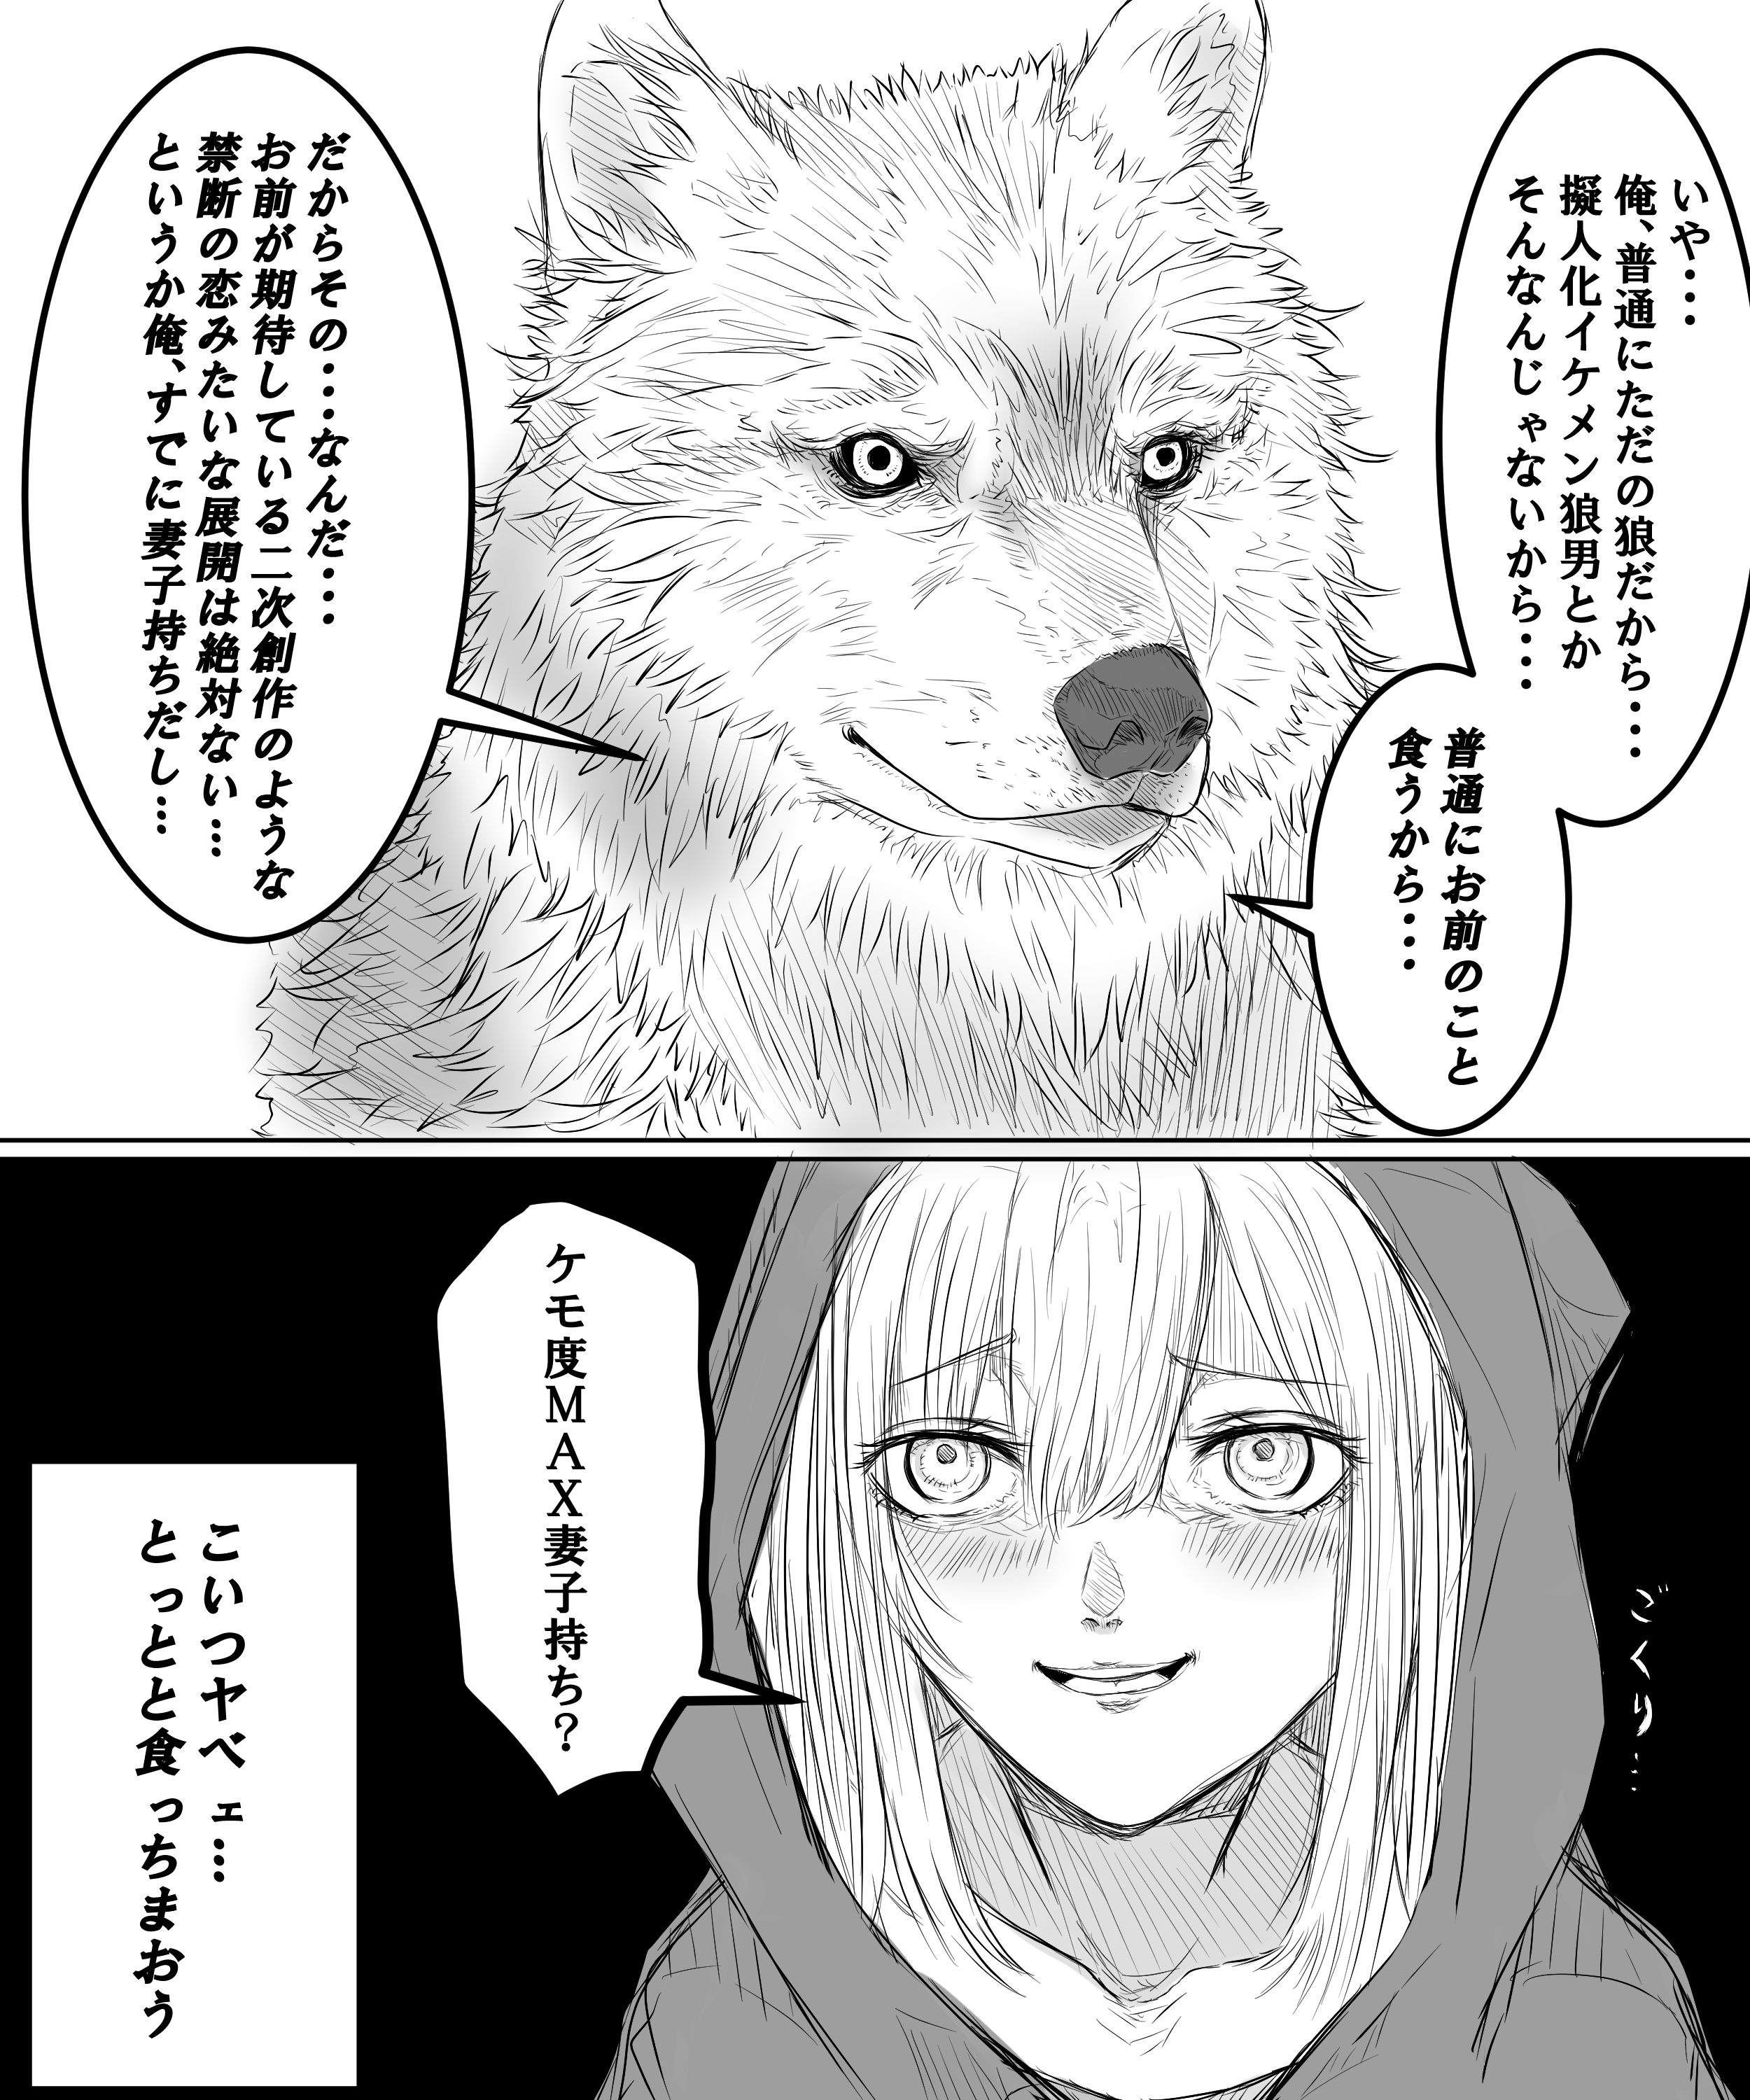 いや・・・
俺、普通にただの狼だから・・・
擬人化イケメン狼男とか
そんなんじゃないから・・・
普通にお前のこと
食うから・・・
だからその・・・なんだ・・・
お前が期待している二次創作のような
禁断の恋みたいな展開は絶対ない…
というか俺、すでに妻子持ちだし…
ごくり…
ケモ度ＭＡＸ妻子持ち？
こいつヤベェ…
とっとと食っちまおう